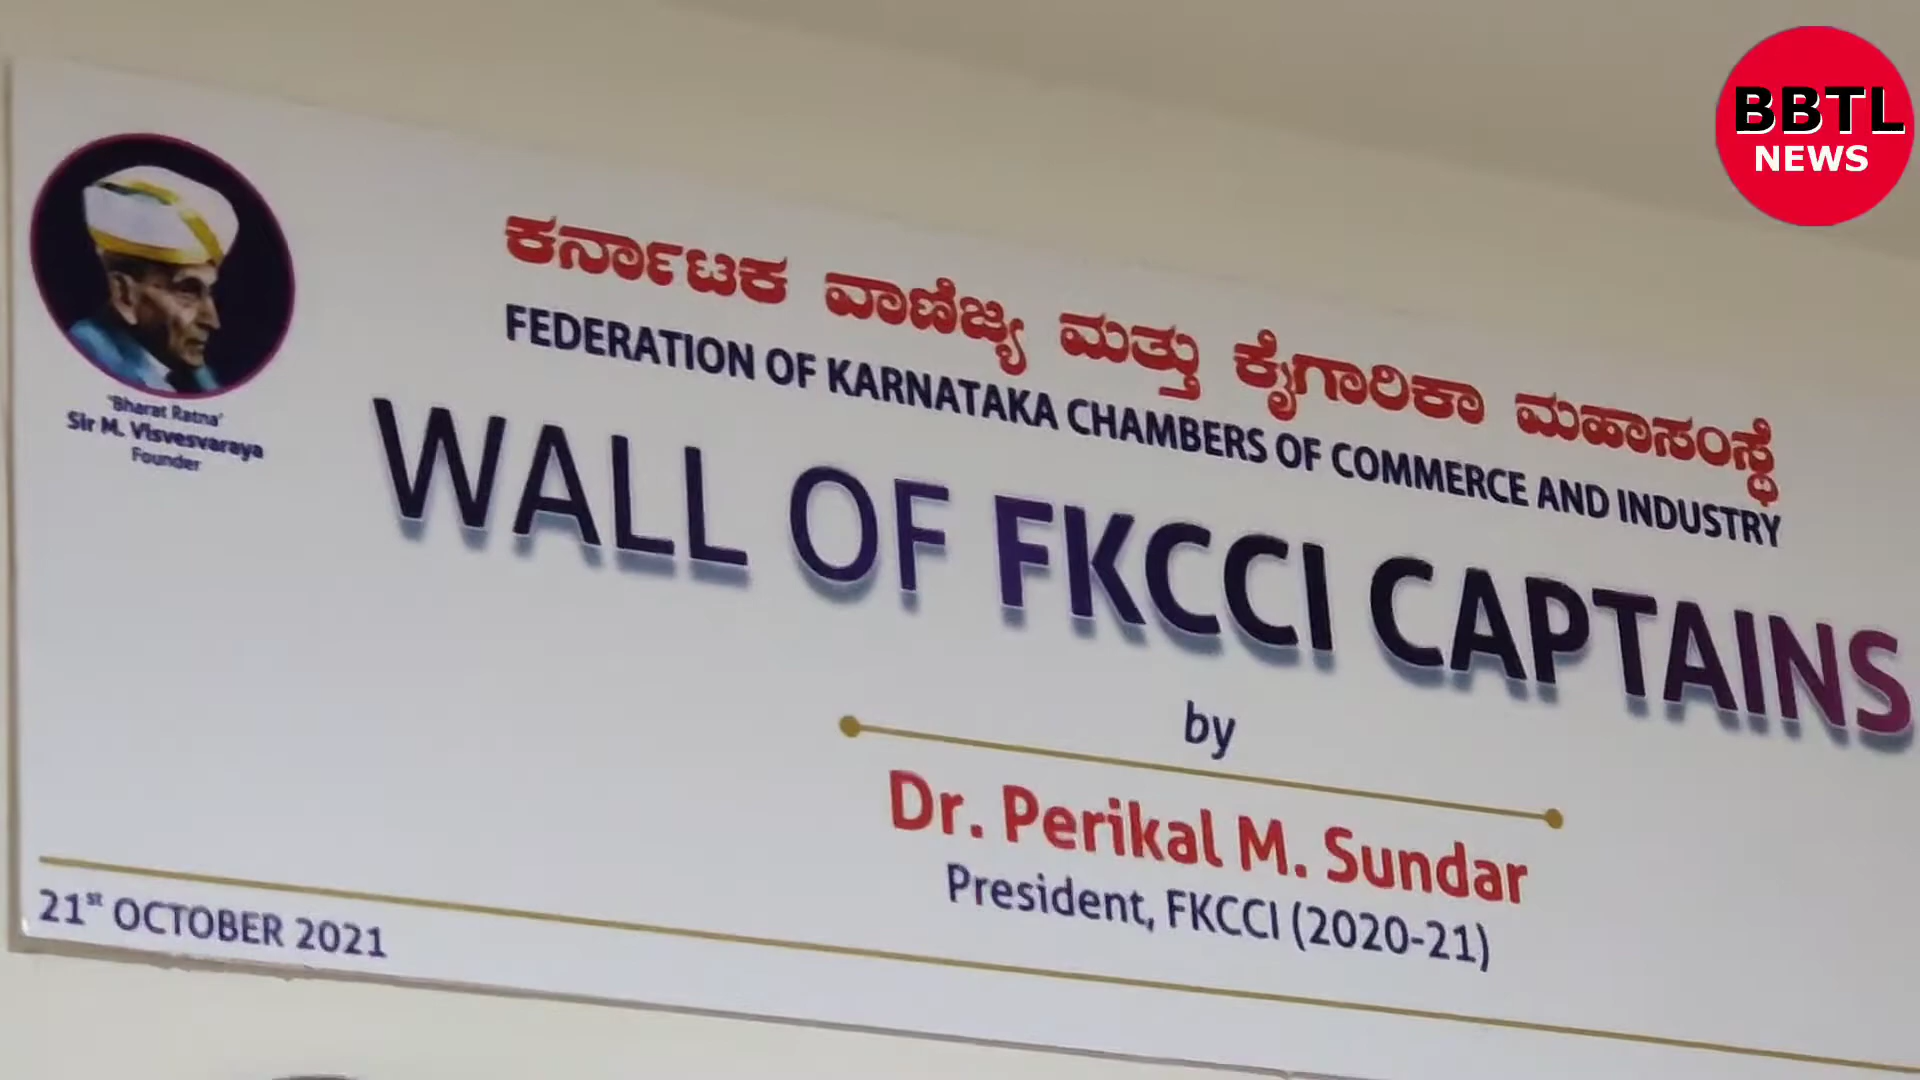 BBTL
NEWS
ಕರ್ನಾಟಕ ವಾಣಿಜ್ಯ ಮತ್ತು ಕೈಗಾರಿಕಾ ಮಹಾಸಂಸ್ಥೆ
FEDERATION OF KARNATAKA CHAMBERS OF COMMERCE AND INDUSTRY
'Bharat Ratna'
Sir M. Visvesvaraya
Founder
WALL OF FKCCI CAPTAINS
by
Dr. Perikal M. Sundar
President, FKCCI (2020-21)
21st OCTOBER 2021